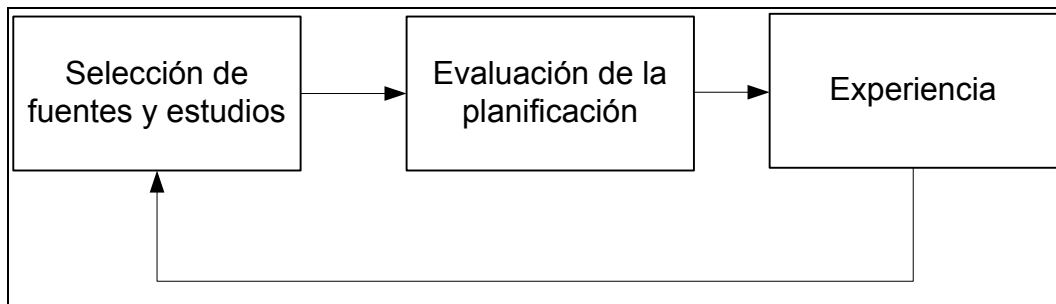 Selección de
fuentes y estudios
Evaluación de la
planificación
Experiencia